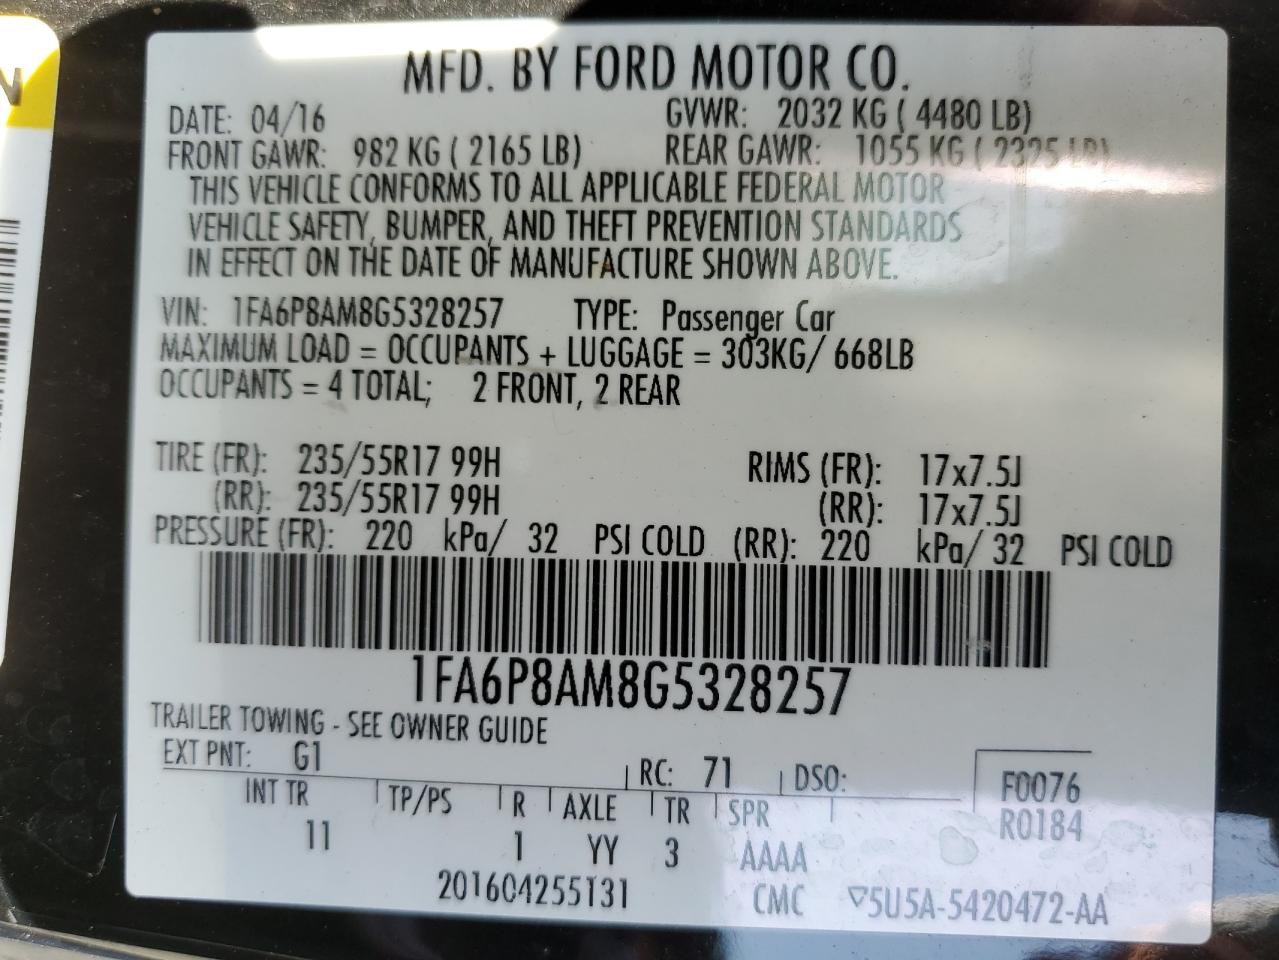 MFD. BY FORD MOTOR CO.
DATE: 04/16 GVWR: 2032 KG ( 4480 LB)
FRONT GAWR: 982 KG ( 2165 LB) REAR GAWR: 1055 KG ( 2325 LB)
THIS VEHICLE CONFORMS TO ALL APPLICABLE FEDERAL MOTOR
VEHICLE SAFETY, BUMPER, AND THEFT PREVENTION STANDARDS
IN EFFECT ON THE DATE OF MANUFACTURE SHOWN ABOVE.
VIN: 1FA6P8AM8G5328257 TYPE: Passenger Car
MAXIMUM LOAD = OCCUPANTS + LUGGAGE = 303KG/ 668LB
OCCUPANTS = 4 TOTAL; 2 FRONT, 2 REAR
TIRE (FR): 235/55R17 99H RIMS (FR): 17x7.5J
(RR): 235/55R17 99H (RR): 17x7.5J
PRESSURE (FR): 220 kPa/ 32 PSI COLD (RR): 220 kPa/ 32 PSI COLD
1FA6P8AM8G5328257
TRAILER TOWING - SEE OWNER GUIDE
EXT PNT: G1 RC: 71 DSO: F0076
INT TR TP/PS R AXLE TR SPR R0184
11 1 YY 3 AAAA
201604255131 CMC ▽5U5A-5420472-AA